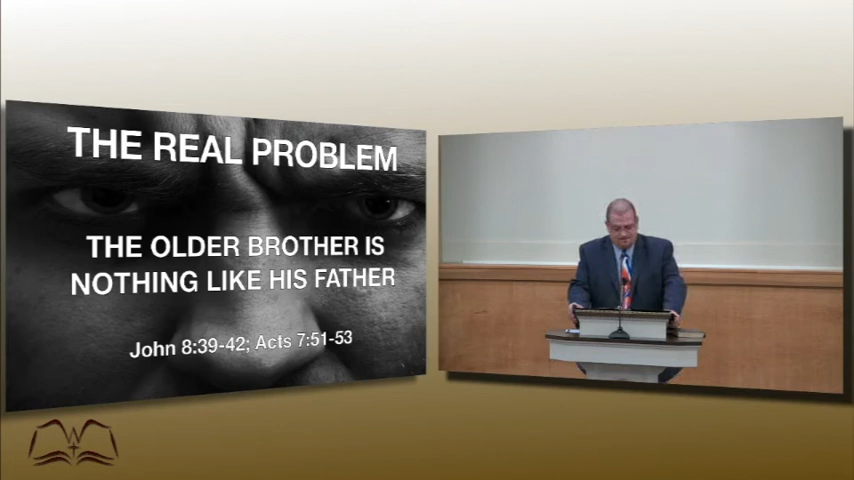 THE REAL PROBLEM
THE OLDER BROTHER IS
NOTHING LIKE HIS FATHER
John 8:39-42; Acts 7:51-53
W